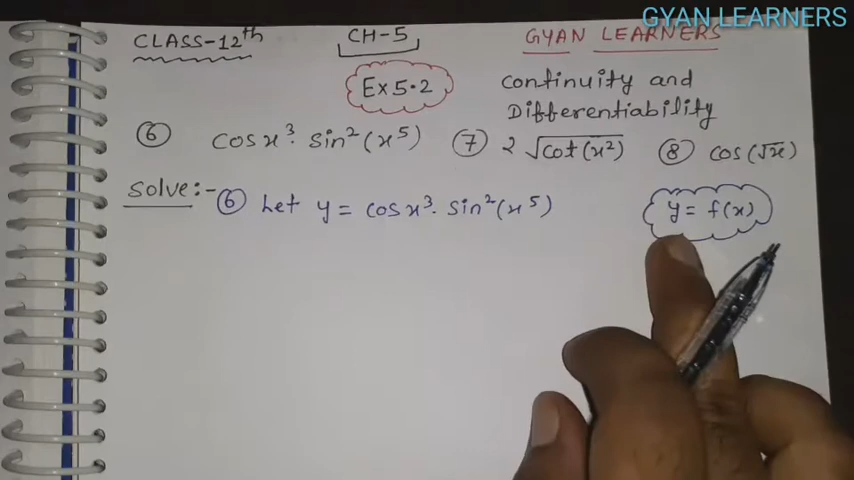 GYAN LEARNERS
CLASS-12th CH-5 GYAN LEARNERS
Ex 5.2 Continuity and
Differentiability
⑥ cos x³. sin²(x⁵) ⑦ 2 √cot(x²) ⑧ cos(√x)
Solve:- ⑥ Let y = cos x³. sin²(x⁵) y = f(x)